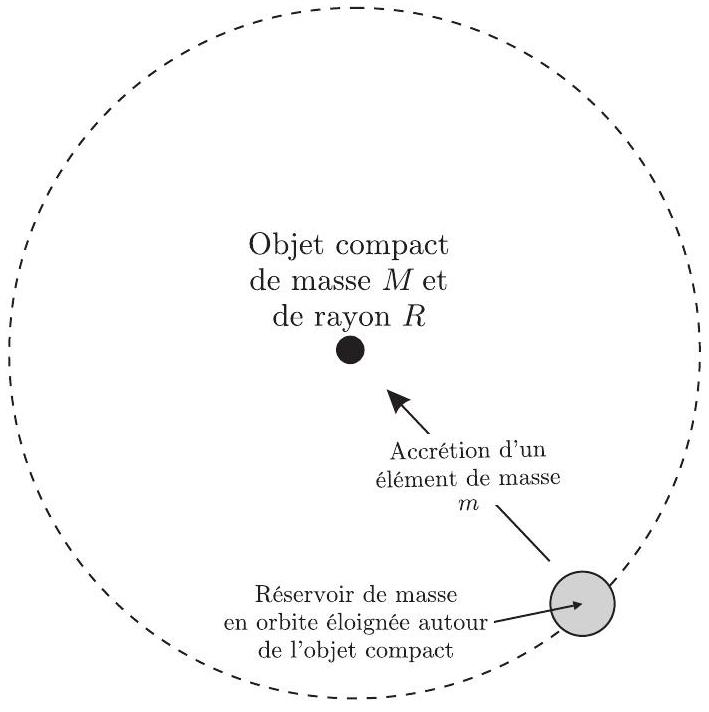 Objet compact
de masse M et
de rayon R
Accrétion d'un
élément de masse
m
Réservoir de masse
en orbite éloignée autour
de l'objet compact